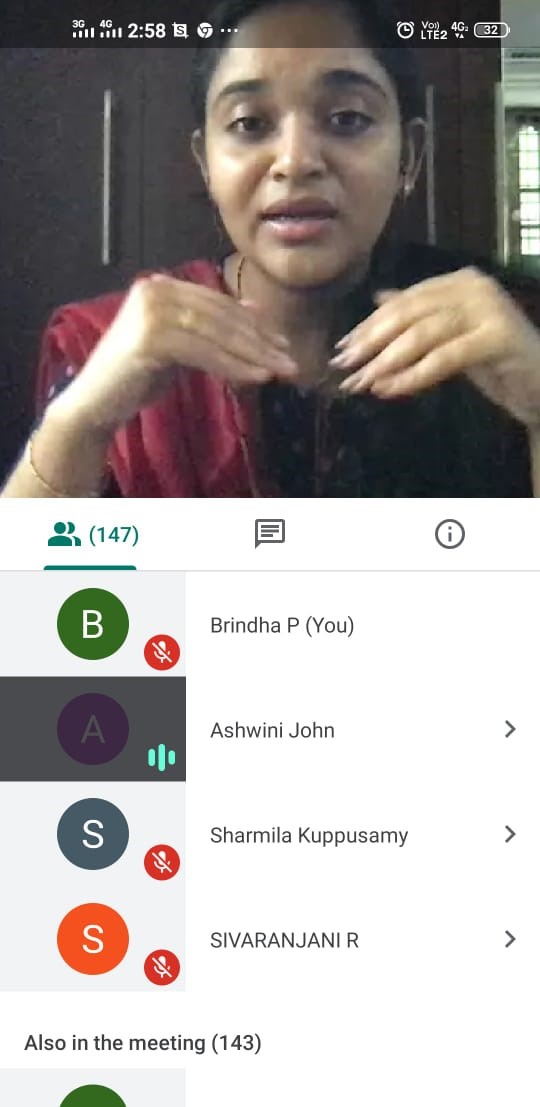 3G 4G 2:58 ... Vo)) LTE2 4G2 32
(147)
B Brindha P (You)
A Ashwini John
S Sharmila Kuppusamy
S SIVARANJANI R
Also in the meeting (143)